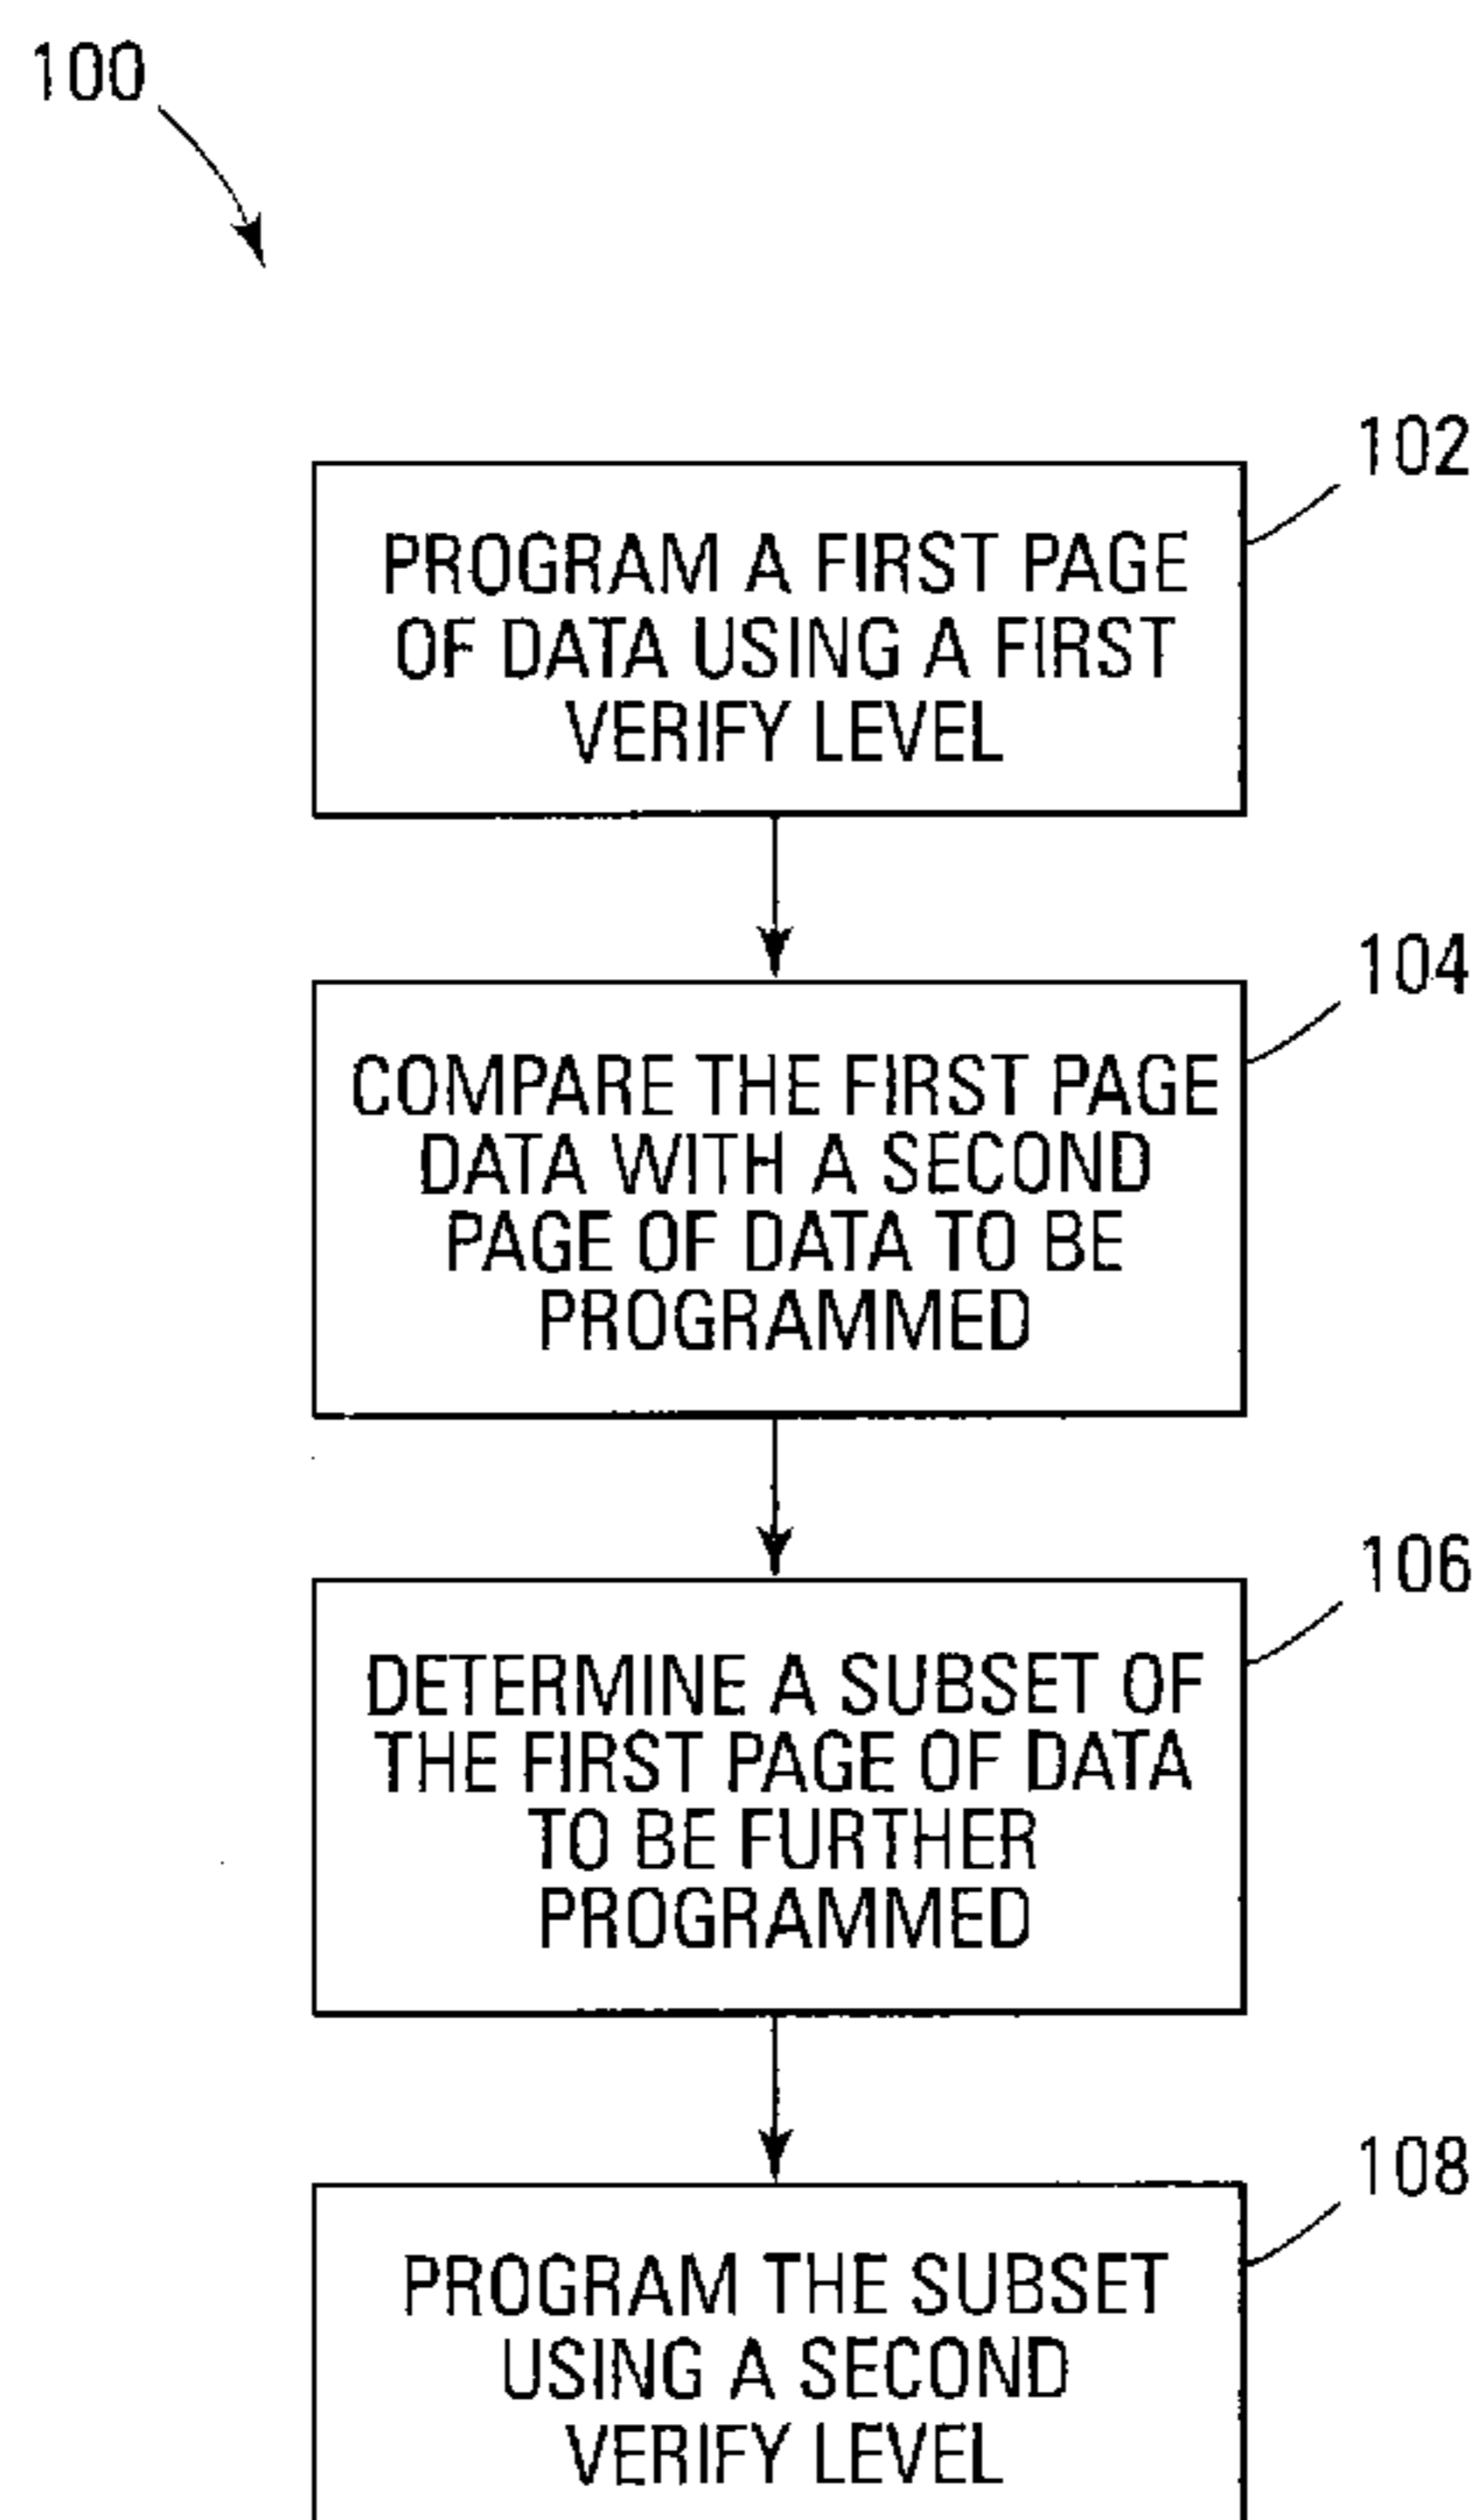 100
102
PROGRAM A FIRST PAGE
OF DATA USING A FIRST
VERIFY LEVEL
104
COMPARE THE FIRST PAGE
DATA WITH A SECOND
PAGE OF DATA TO BE
PROGRAMMED
106
DETERMINE A SUBSET OF
THE FIRST PAGE OF DATA
TO BE FURTHER
PROGRAMMED
108
PROGRAM THE SUBSET
USING A SECOND
VERIFY LEVEL